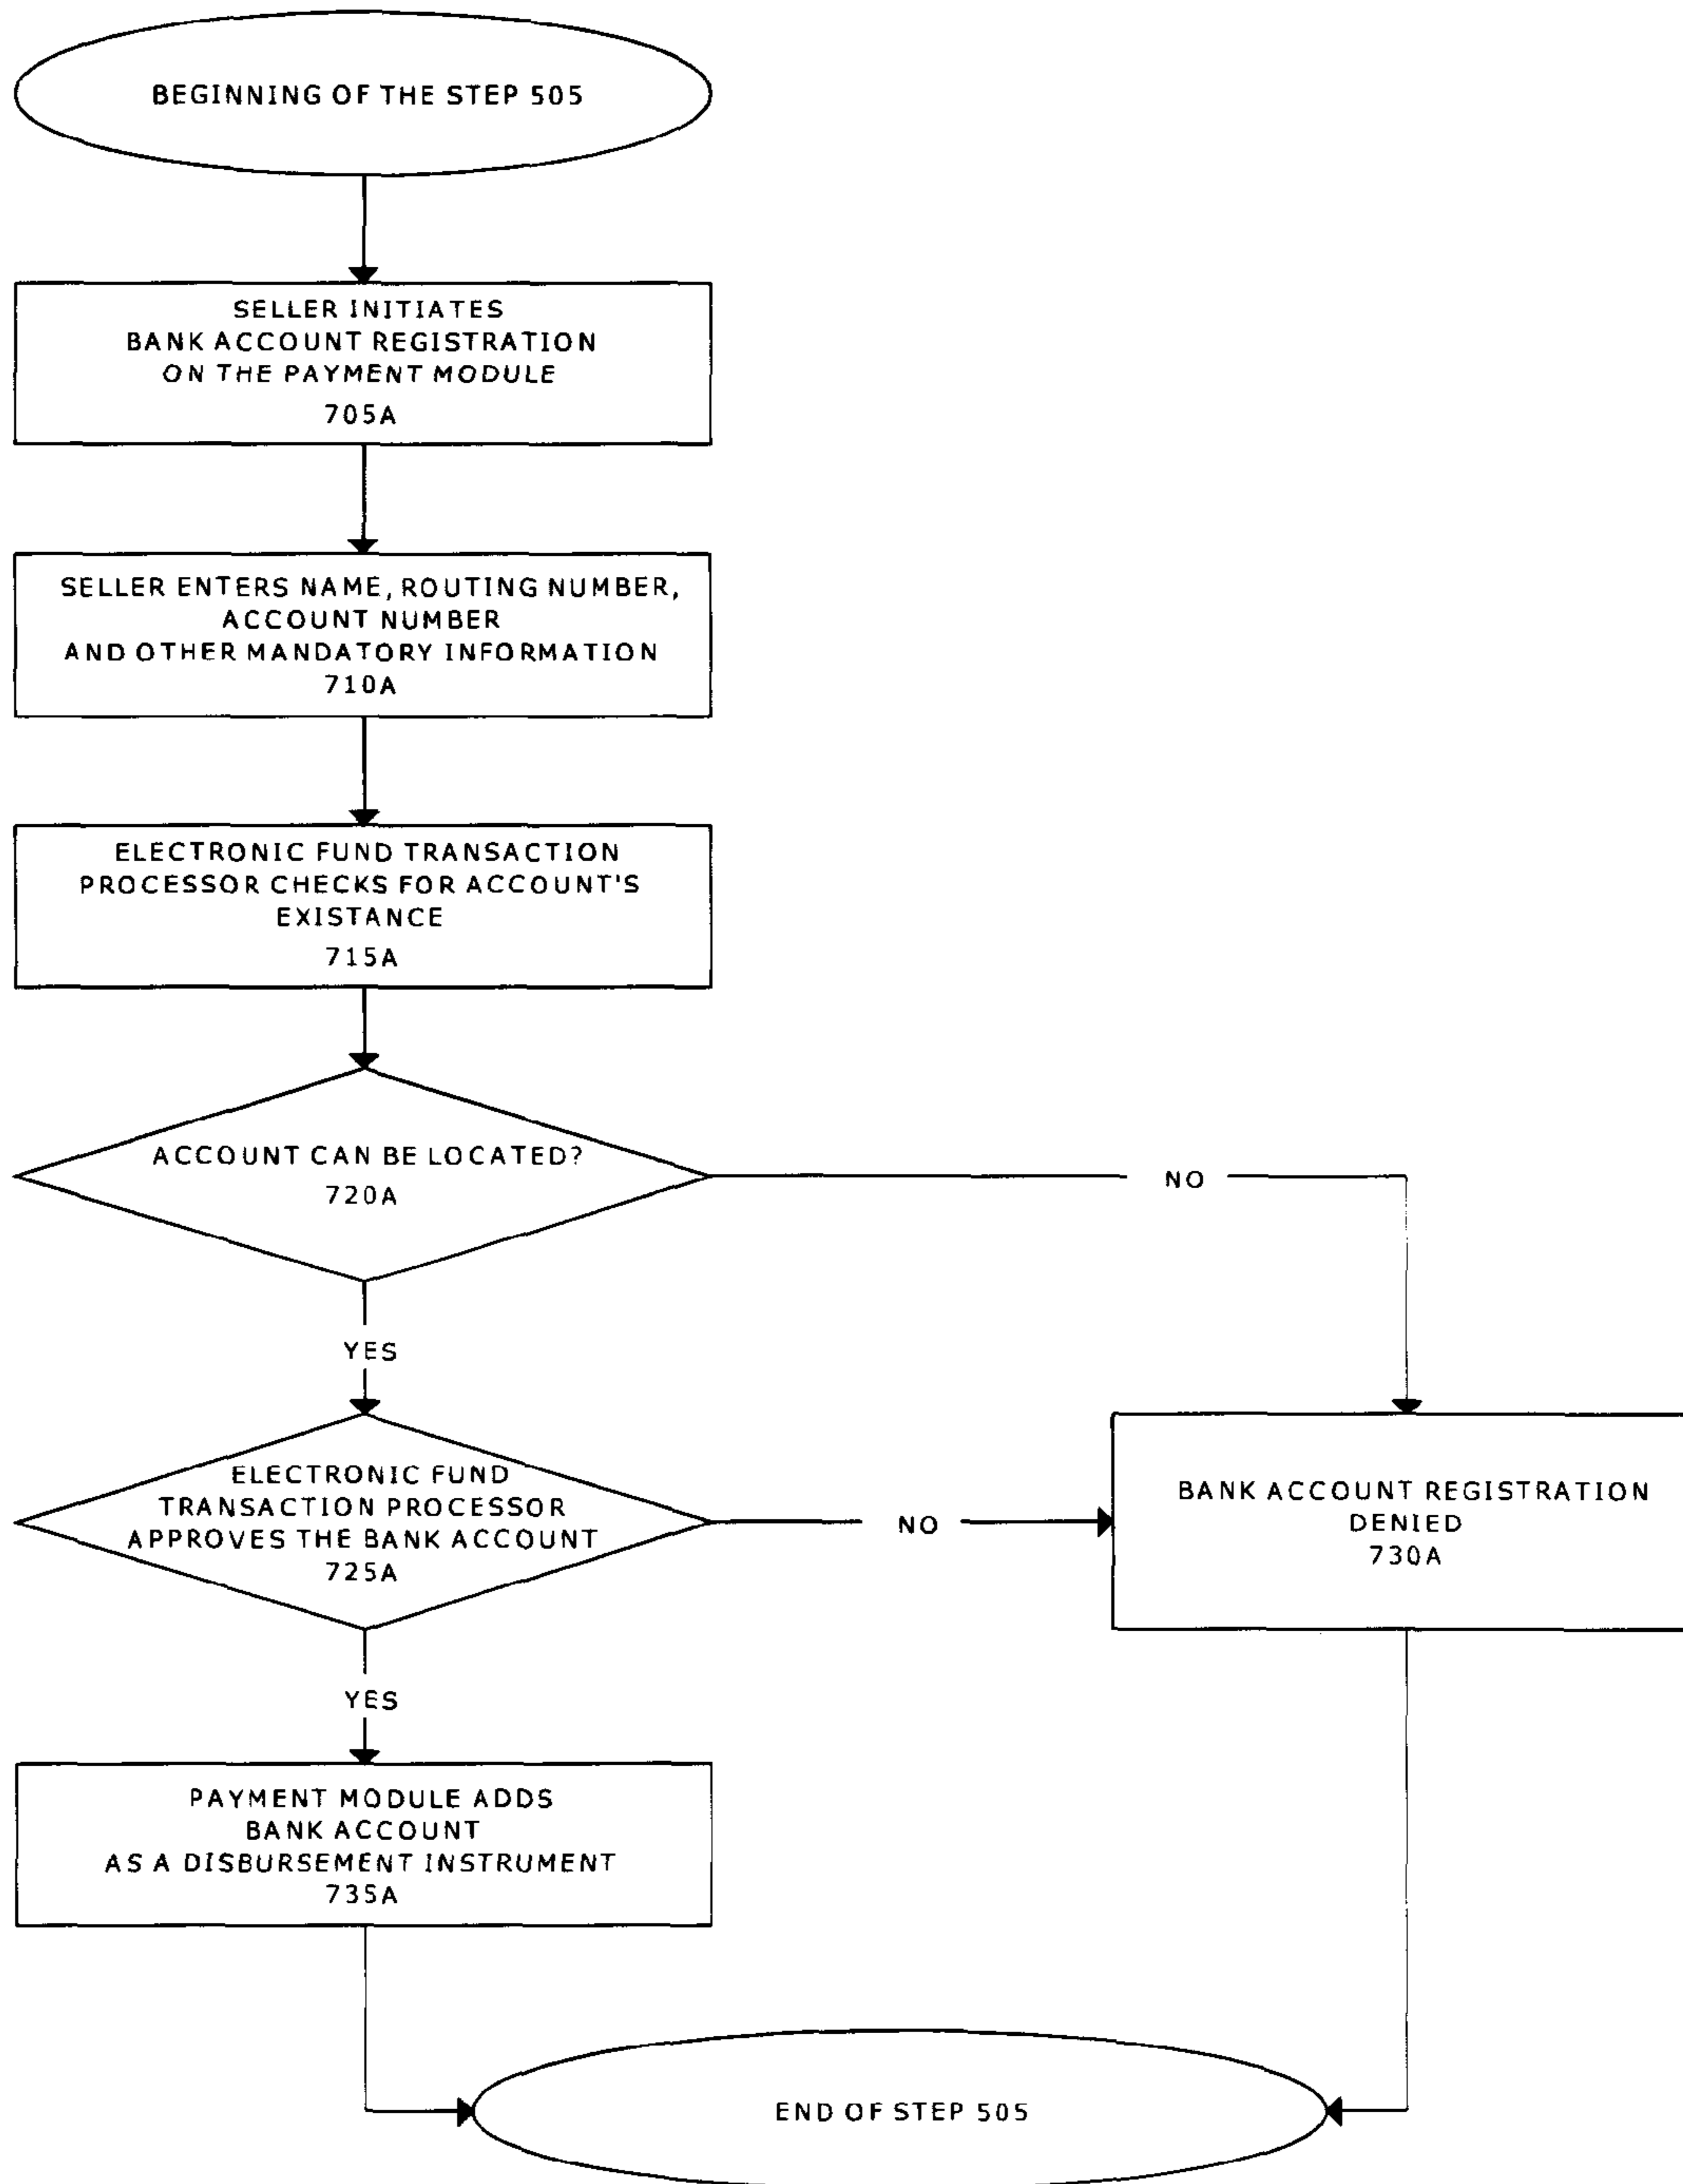 BEGINNING OF THE STEP 505
SELLER INITIATES
BANK ACCOUNT REGISTRATION
ON THE PAYMENT MODULE
705A
SELLER ENTERS NAME, ROUTING NUMBER,
ACCOUNT NUMBER
AND OTHER MANDATORY INFORMATION
710A
ELECTRONIC FUND TRANSACTION
PROCESSOR CHECKS FOR ACCOUNT'S
EXISTANCE
715A
ACCOUNT CAN BE LOCATED?
720A
NO
YES
ELECTRONIC FUND
TRANSACTION PROCESSOR
APPROVES THE BANK ACCOUNT
725A
NO
BANK ACCOUNT REGISTRATION
DENIED
730A
YES
PAYMENT MODULE ADDS
BANK ACCOUNT
AS A DISBURSEMENT INSTRUMENT
735A
END OF STEP 505